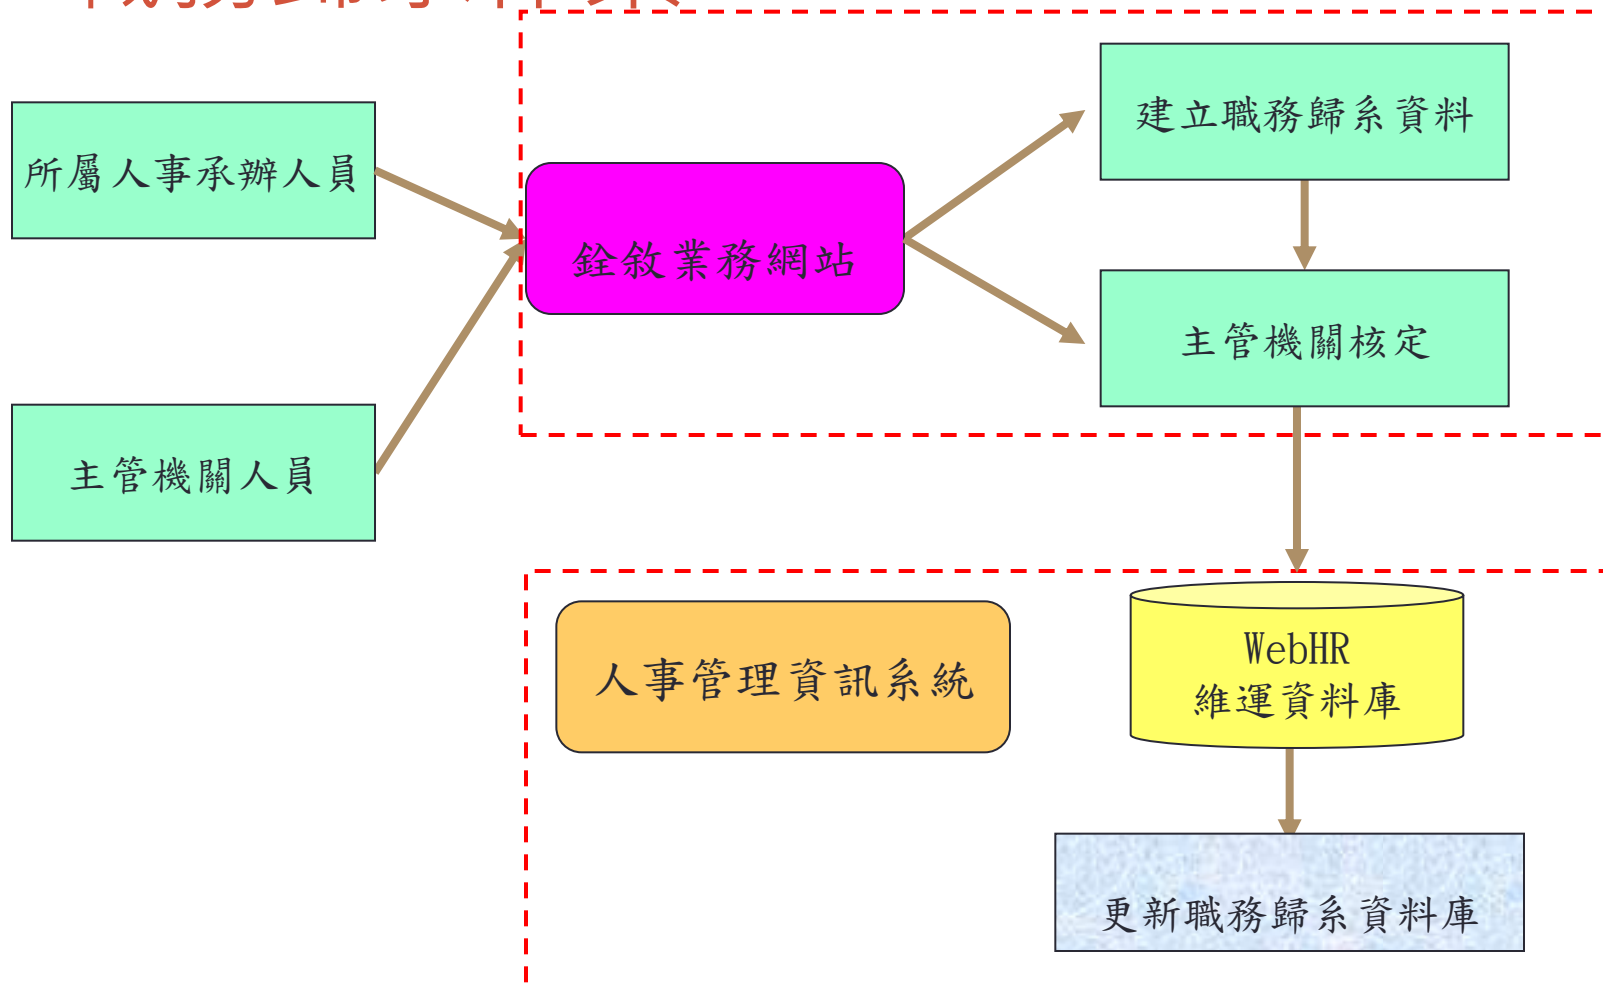 建立職務歸系資料
所屬人事承辦人員
銓敘業務網站
主管機關核定
主管機關人員
WebHR
維運資料庫
人事管理資訊系統
更新職務歸系資料庫